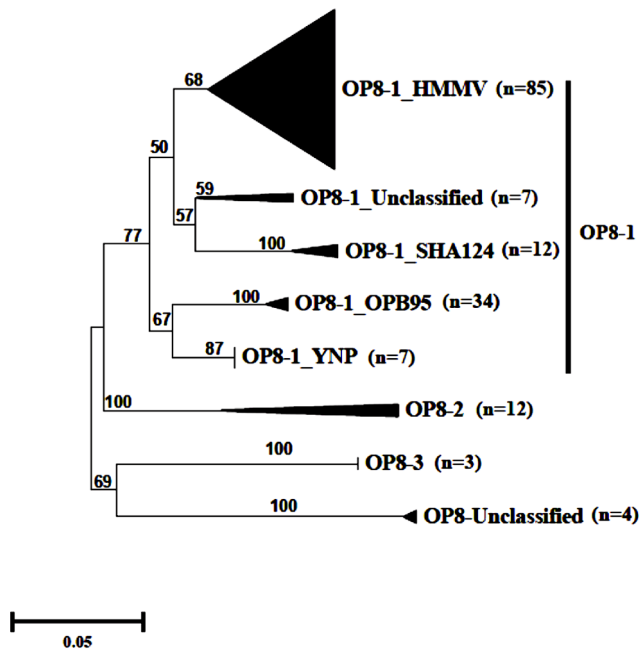 68
OP8-1_HMMV (n=85)
50
59
OP8-1_Unclassified (n=7)
57
77
100
OP8-1_SHA124 (n=12)
OP8-1
100
OP8-1_OPB95 (n=34)
67
87
OP8-1_YNP (n=7)
100
OP8-2 (n=12)
100
OP8-3 (n=3)
69
100
OP8-Unclassified (n=4)
0.05